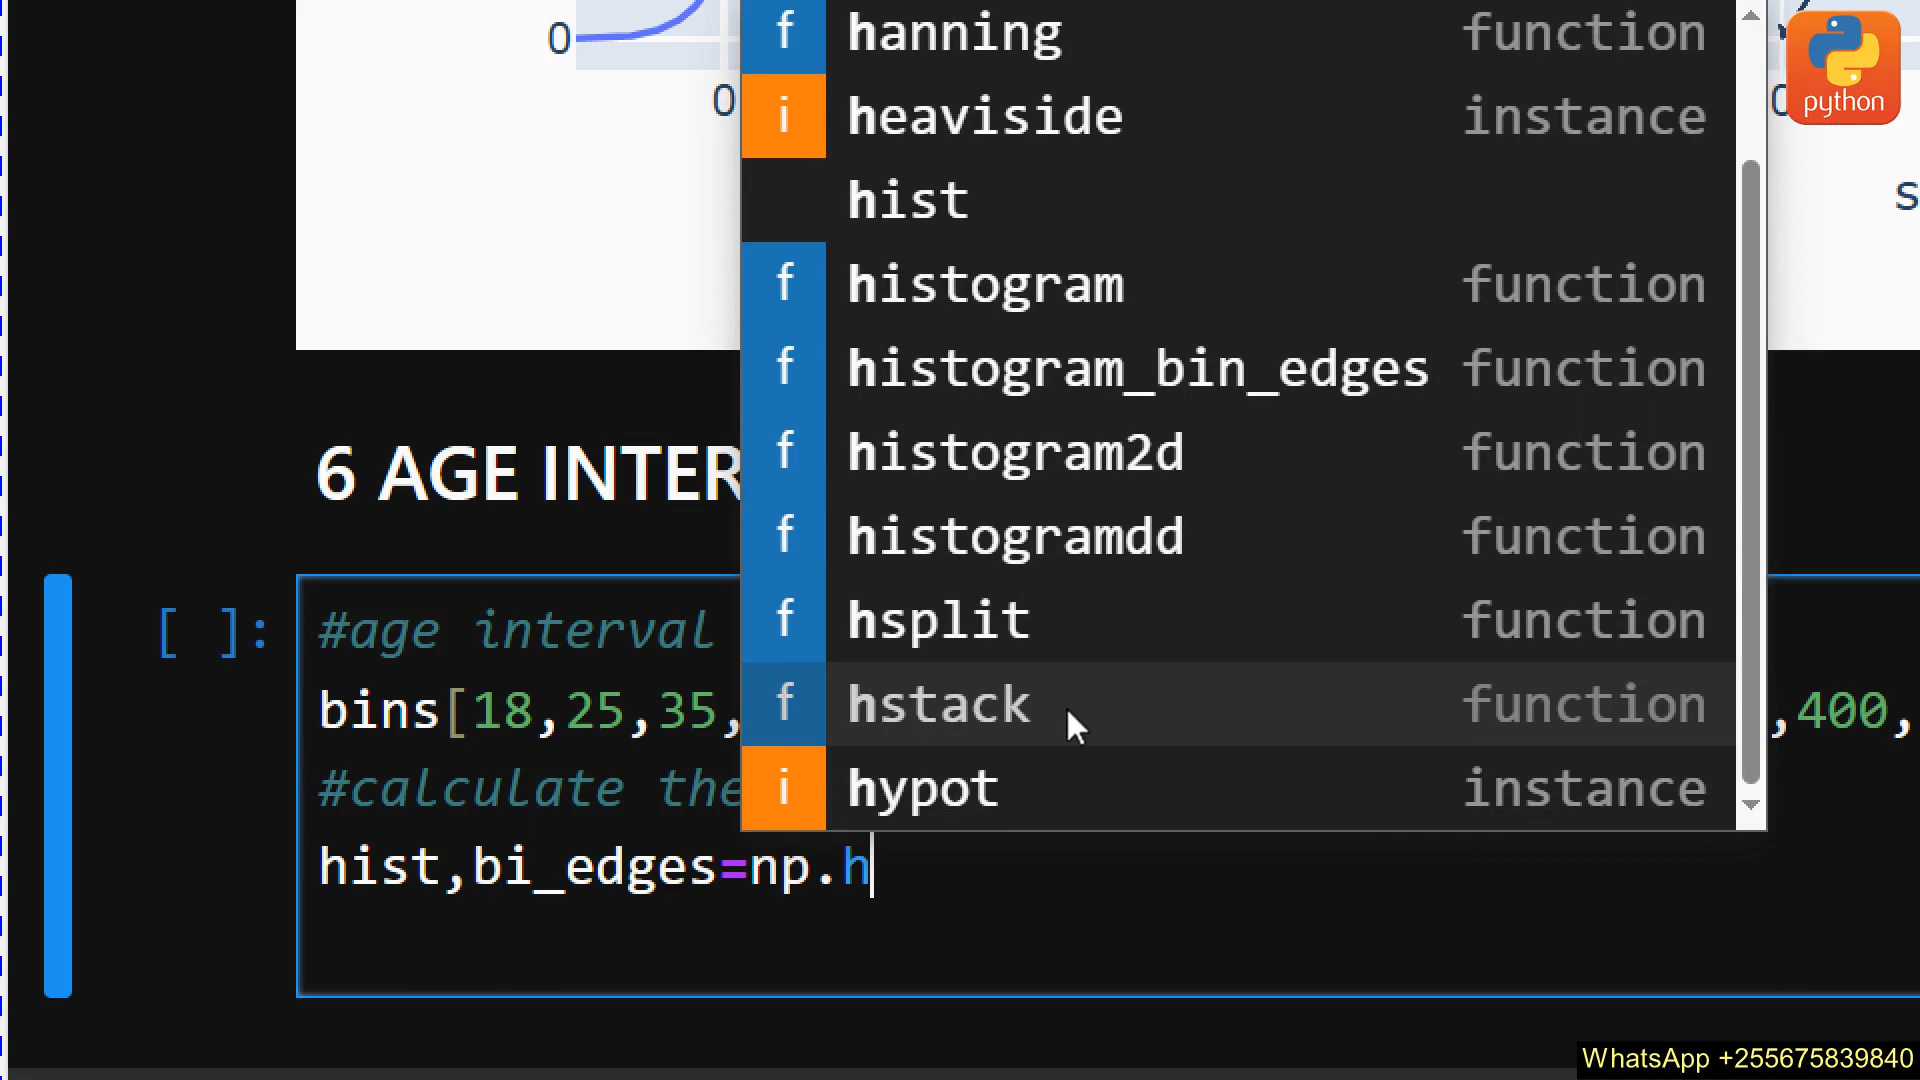 0
0
hanning function
heaviside instance
hist
histogram function
histogram_bin_edges function
histogram2d function
histogramdd function
hsplit function
hstack function
hypot instance
python
6 AGE INTER
[ ]:
#age interval
bins[18,25,35, ,400,
#calculate the
hist,bi_edges=np.h
WhatsApp +255675839840